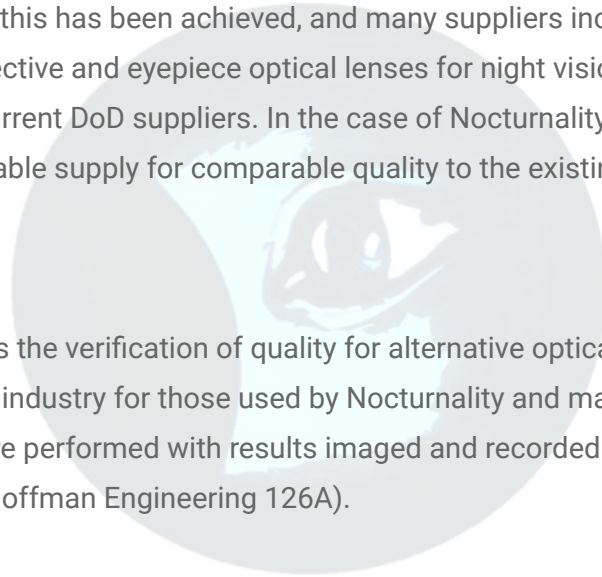 this has been achieved, and many suppliers inc
ective and eyepiece optical lenses for night visio
rrent DoD suppliers. In the case of Nocturnality
able supply for comparable quality to the existin
s the verification of quality for alternative optica
industry for those used by Nocturnality and ma
re performed with results imaged and recorded
offman Engineering 126A).